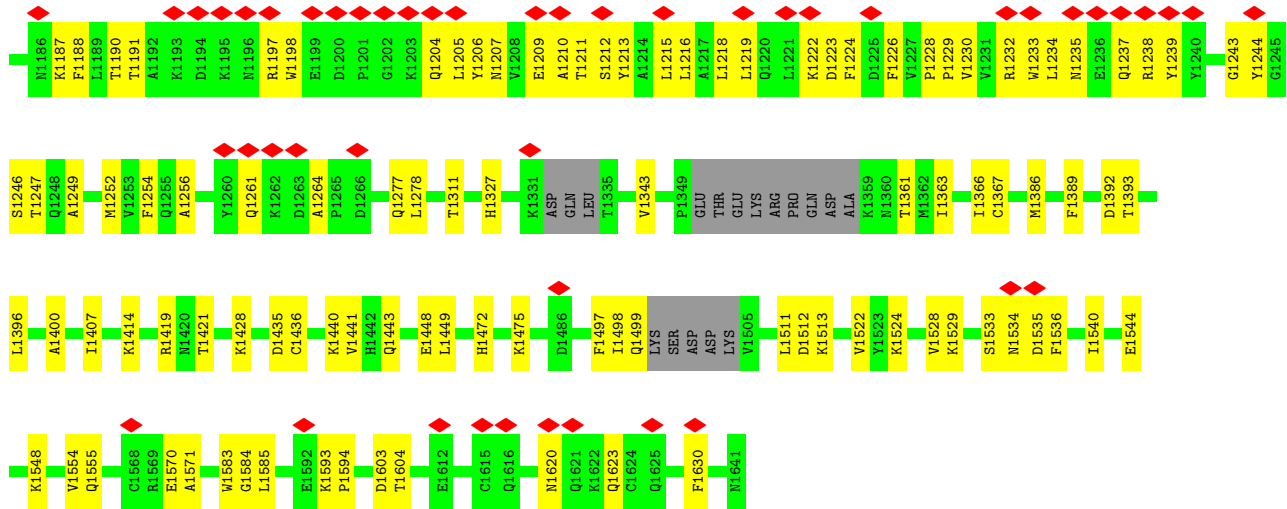 N1186 K1187 F1188 L1189 T1190 T1191 A1192 K1193 D1194 K1195 N1196 R1197 W1198 E1199 D1200 P1201 G1202 K1203 Q1204 L1205 Y1206 N1207 V1208 E1209 A1210 T1211 S1212 Y1213 A1214 L1215 L1216 A1217 L1218 L1219 Q1220 L1221 K1222 D1223 F1224 D1225 F1226 V1227 P1228 P1229 V1230 V1231 R1232 W1233 L1234 N1235 E1236 Q1237 R1238 Y1239 Y1240 G1243 Y1244 G1245
S1246 T1247 Q1248 A1249 M1252 V1253 F1254 Q1255 A1256 Y1260 Q1261 K1262 D1263 A1264 P1265 D1266 Q1277 L1278 T1311 H1327 K1331 ASP GLN LEU T1335 V1343 P1349 GLU THR GLU LYS ARG PRO GLN ASP ALA K1359 N1360 T1361 M1362 I1363 I1366 C1367 M1386 F1389 D1392 T1393
L1396 A1400 I1407 K1414 R1419 N1420 T1421 K1428 D1435 C1436 K1440 V1441 H1442 Q1443 E1448 L1449 H1472 K1475 D1486 F1497 I1498 Q1499 LYS SER ASP ASP LYS V1505 L1511 D1512 K1513 V1522 Y1523 K1524 V1528 K1529 S1533 N1534 D1535 F1536 I1540 E1544
K1548 V1554 Q1555 C1568 R1569 E1570 A1571 W1583 G1584 L1585 E1592 K1593 P1594 D1603 T1604 E1612 C1615 Q1616 N1620 Q1621 K1622 Q1623 C1624 Q1625 F1630 N1641